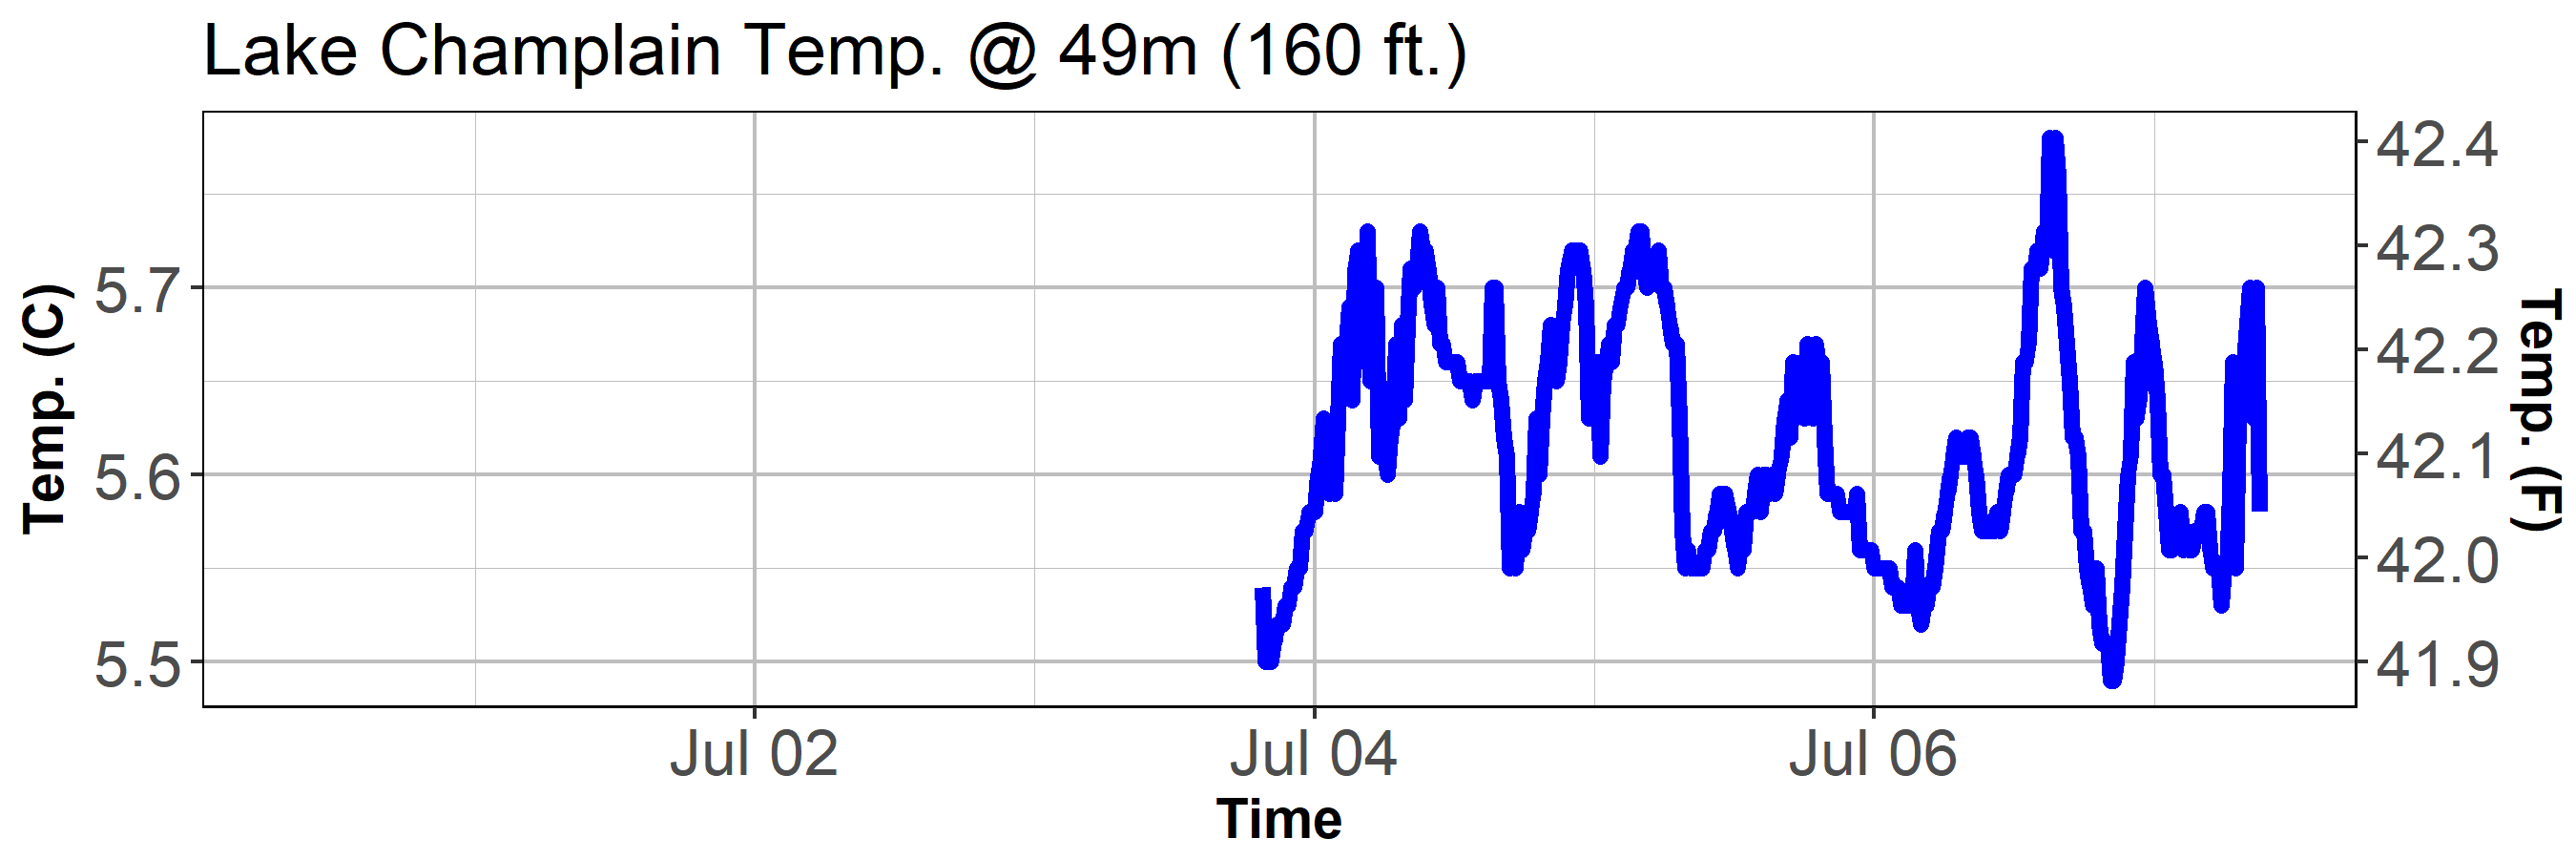 Lake Champlain Temp. @ 49m (160 ft.)
Temp. (C)
5.7
5.6
5.5
42.4
42.3
42.2
42.1
42.0
41.9
Temp. (F)
Jul 02
Jul 04
Jul 06
Time